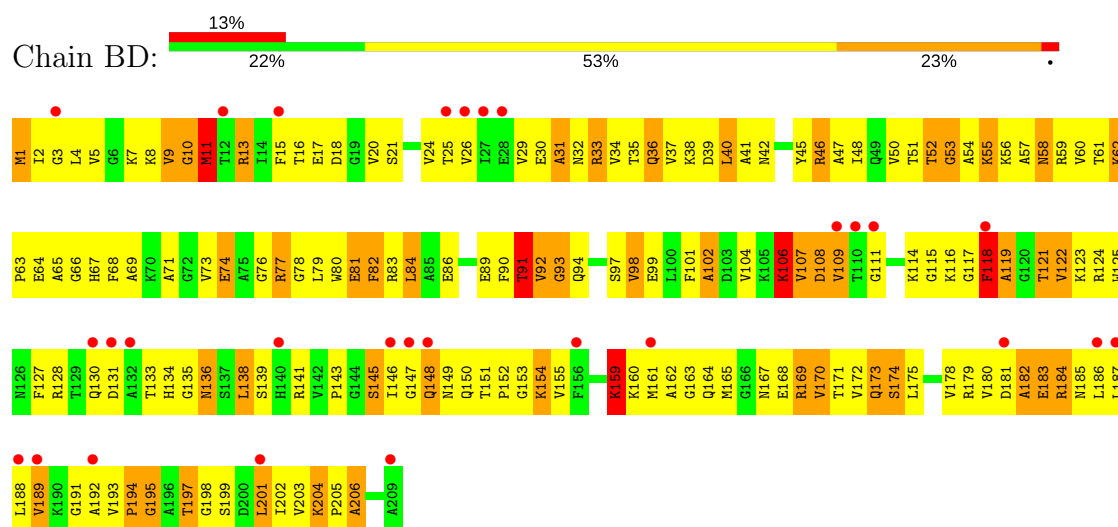 13%
Chain BD:
22% 53% 23% •
M1 I2 G3 L4 V5 G6 K7 K8 V9 G10 M11 T12 R13 I14 F15 T16 E17 D18 G19 V20 S21 V24 T25 V26 I27 E28 V29 E30 A31 N32 R33 V34 T35 Q36 V37 K38 D39 L40 A41 N42 Y45 R46 A47 I48 Q49 V50 T51 T52 G53 A54 K55 K56 A57 N58 R59 V60 T61 K62
P63 E64 A65 G66 H67 F68 A69 K70 A71 G72 V73 E74 A75 G76 R77 G78 L79 W80 E81 F82 R83 L84 A85 E86 E89 F90 T91 V92 G93 Q94 S97 V98 E99 L100 F101 A102 D103 V104 K105 K106 V107 D108 V109 T110 G111 K114 G115 K116 G117 F118 A119 G120 T121 V122 K123 R124 W125
N126 F127 R128 T129 Q130 D131 A132 T133 H134 G135 N136 S137 L138 S139 H140 R141 V142 P143 G144 S145 I146 G147 Q148 N149 Q150 T151 P152 G153 K154 V155 F156 K159 K160 M161 A162 G163 Q164 M165 G166 N167 E168 R169 V170 T171 V172 Q173 S174 L175 V178 R179 V180 D181 A182 E183 R184 N185 L186 L187
L188 V189 K190 G191 A192 V193 P194 G195 A196 T197 G198 S199 D200 L201 I202 V203 K204 P205 A206 A209